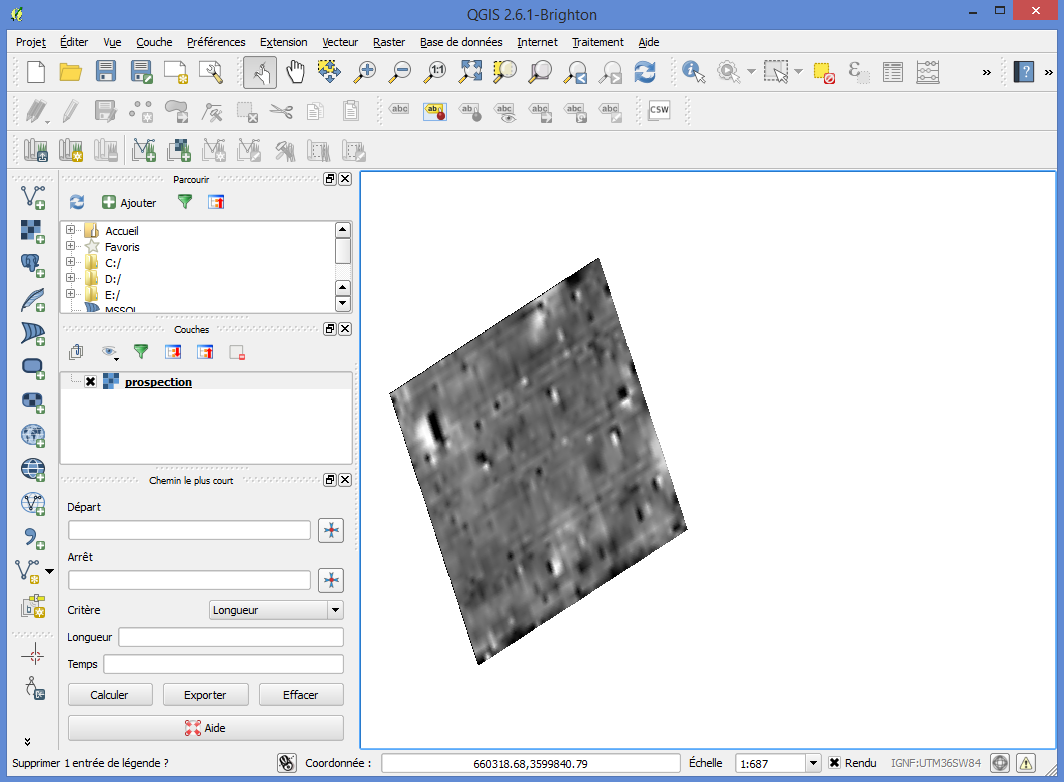 QGIS 2.6.1-Brighton
Projet Éditer Vue Couche Préférences Extension Vecteur Raster Base de données Internet Traitement Aide
1:1
abc abc abc abc abc abc abc CSW
Parcourir
Ajouter
Accueil
Favoris
C:/
D:/
E:/
MSSQL
Couches
prospection
Chemin le plus court
Départ
Arrêt
Critère Longueur
Longueur
Temps
Calculer Exporter Effacer
Aide
Supprimer 1 entrée de légende ? Coordonnée : 660318.68,3599840.79 Échelle 1:687 Rendu IGNF:UTM36SW84